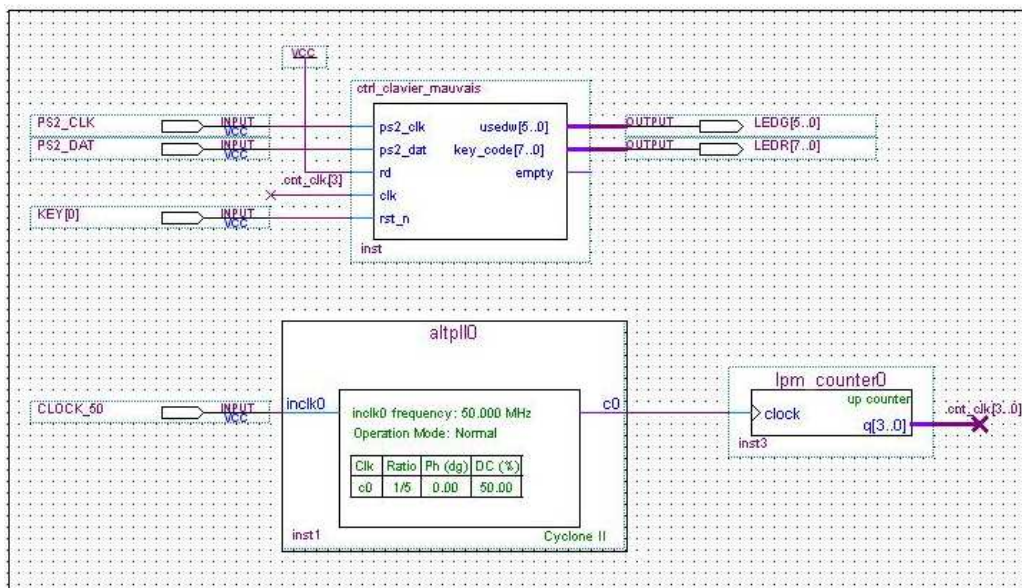 VCC
ctrl_clavier_mauvais
PS2_CLK INPUT VCC ps2_clk usedw[5..0] OUTPUT LEDG[5..0]
PS2_DAT INPUT VCC ps2_dat key_code[7..0] OUTPUT LEDR[7..0]
rd empty
.cnt_clk[3] clk
KEY[0] INPUT VCC rst_n
inst
altpll0
CLOCK_50 INPUT VCC inclk0 c0
inclk0 frequency: 50.000 MHz
Operation Mode: Normal
Clk Ratio Ph (dg) DC (%)
c0 1/5 0.00 50.00
inst1 Cyclone II
lpm_counter0
up counter
clock
q[3..0] .cnt_clk[3..0]
inst3